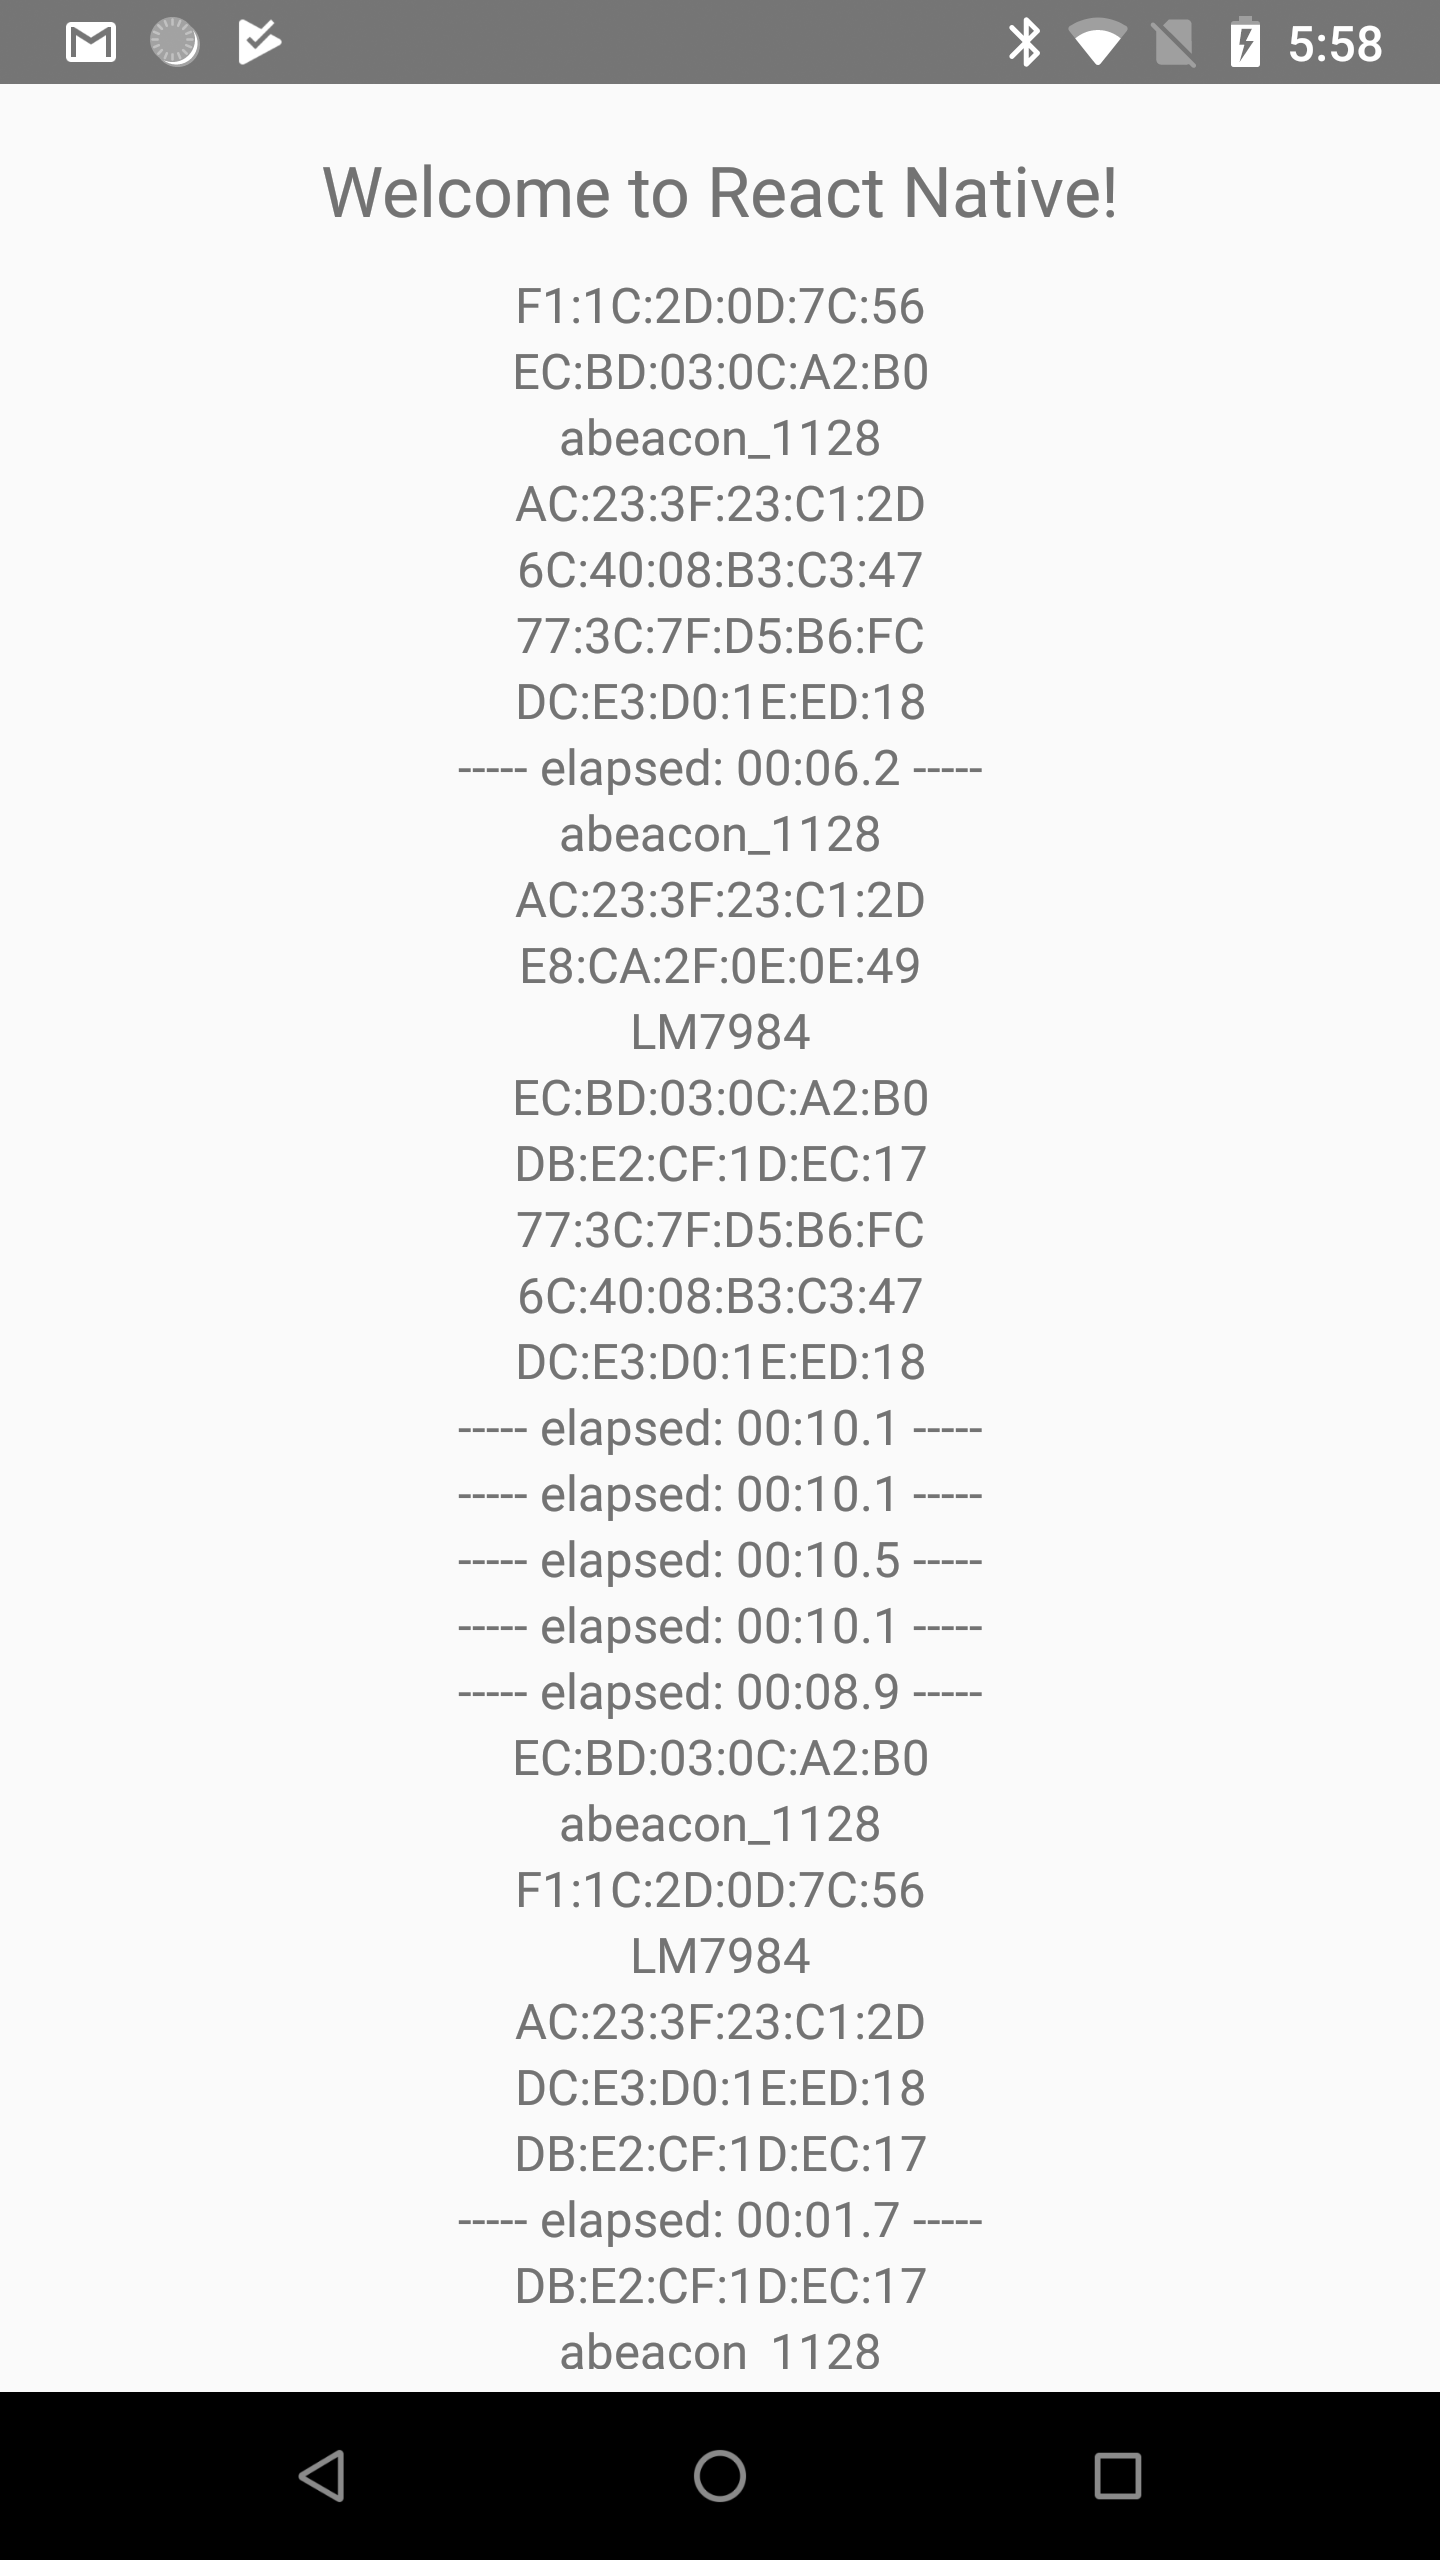 5:58
Welcome to React Native!
F1:1C:2D:0D:7C:56
EC:BD:03:0C:A2:B0
abeacon_1128
AC:23:3F:23:C1:2D
6C:40:08:B3:C3:47
77:3C:7F:D5:B6:FC
DC:E3:D0:1E:ED:18
----- elapsed: 00:06.2 -----
abeacon_1128
AC:23:3F:23:C1:2D
E8:CA:2F:0E:0E:49
LM7984
EC:BD:03:0C:A2:B0
DB:E2:CF:1D:EC:17
77:3C:7F:D5:B6:FC
6C:40:08:B3:C3:47
DC:E3:D0:1E:ED:18
----- elapsed: 00:10.1 -----
----- elapsed: 00:10.1 -----
----- elapsed: 00:10.5 -----
----- elapsed: 00:10.1 -----
----- elapsed: 00:08.9 -----
EC:BD:03:0C:A2:B0
abeacon_1128
F1:1C:2D:0D:7C:56
LM7984
AC:23:3F:23:C1:2D
DC:E3:D0:1E:ED:18
DB:E2:CF:1D:EC:17
----- elapsed: 00:01.7 -----
DB:E2:CF:1D:EC:17
abeacon 1128